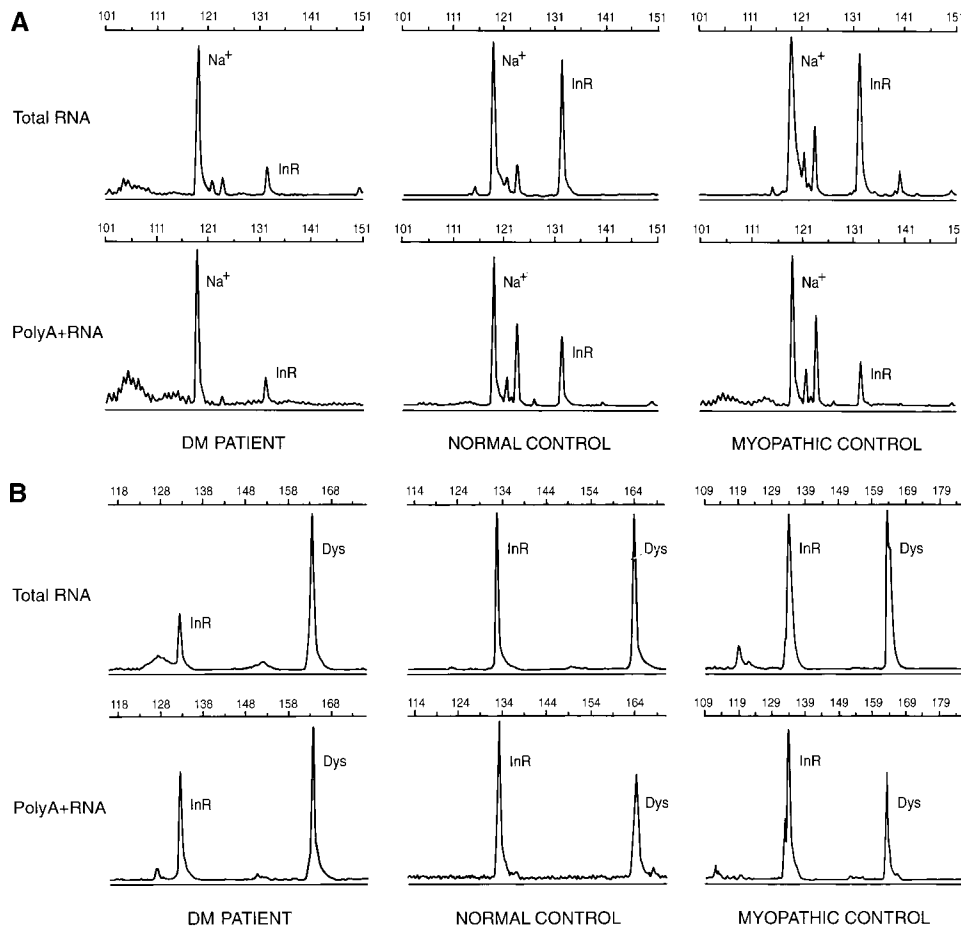 A
101 111 121 131 141 151
101 111 121 131 141 151
101 111 121 131 141 151
Total RNA
Na+
InR
Na+
InR
Na+
InR
101 111 121 131 141 151
101 111 121 131 141 151
101 111 121 131 141 151
PolyA+RNA
Na+
InR
Na+
InR
Na+
InR
DM PATIENT
NORMAL CONTROL
MYOPATHIC CONTROL
B
118 128 138 148 158 168
114 124 134 144 154 164
109 119 129 139 149 159 169 179
Total RNA
InR
Dys
InR
Dys
InR
Dys
118 128 138 148 158 168
114 124 134 144 154 164
109 119 129 139 149 159 169 179
PolyA+RNA
InR
Dys
InR
Dys
InR
Dys
DM PATIENT
NORMAL CONTROL
MYOPATHIC CONTROL